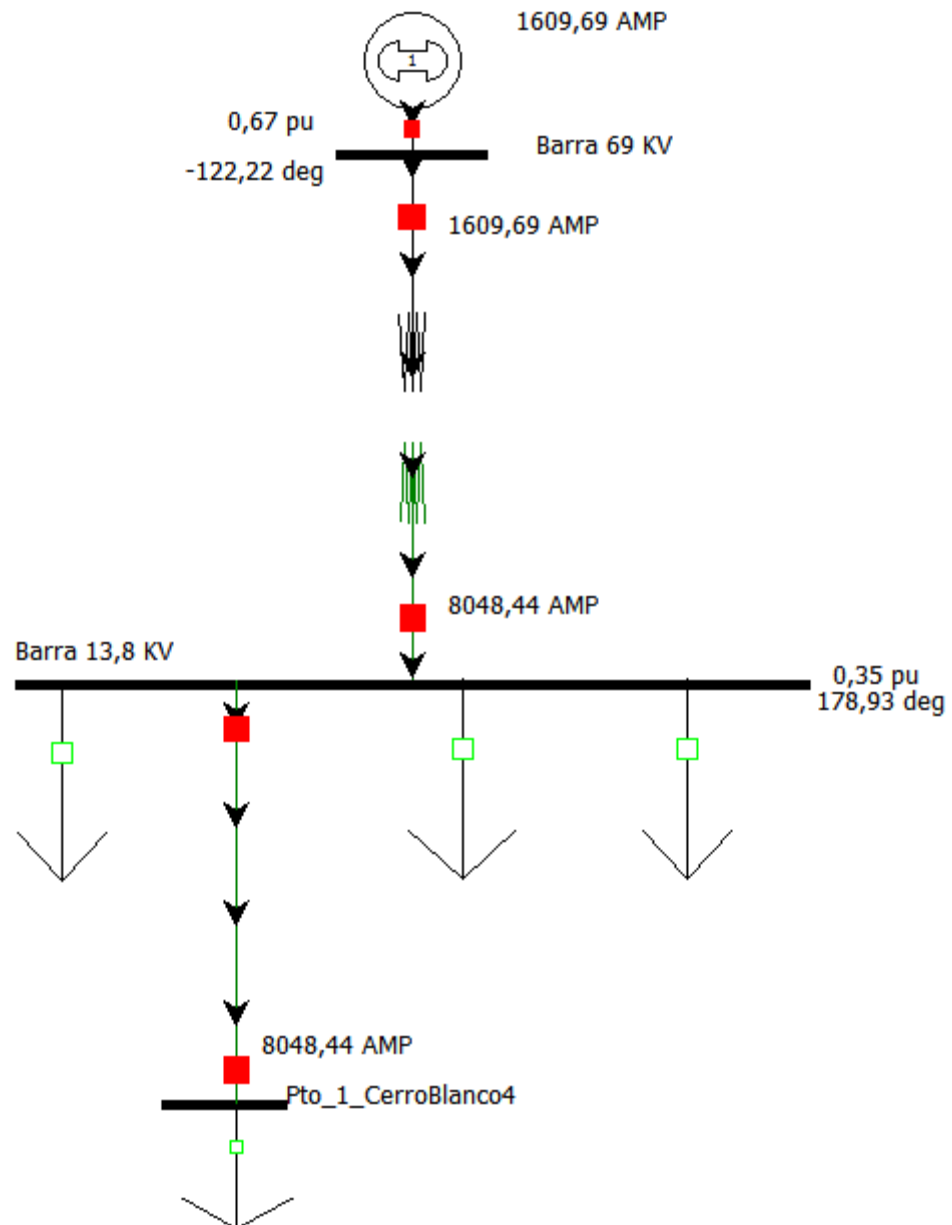 1609,69 AMP
1
0,67 pu
-122,22 deg
Barra 69 KV
1609,69 AMP
8048,44 AMP
Barra 13,8 KV
0,35 pu
178,93 deg
8048,44 AMP
Pto_1_CerroBlanco4